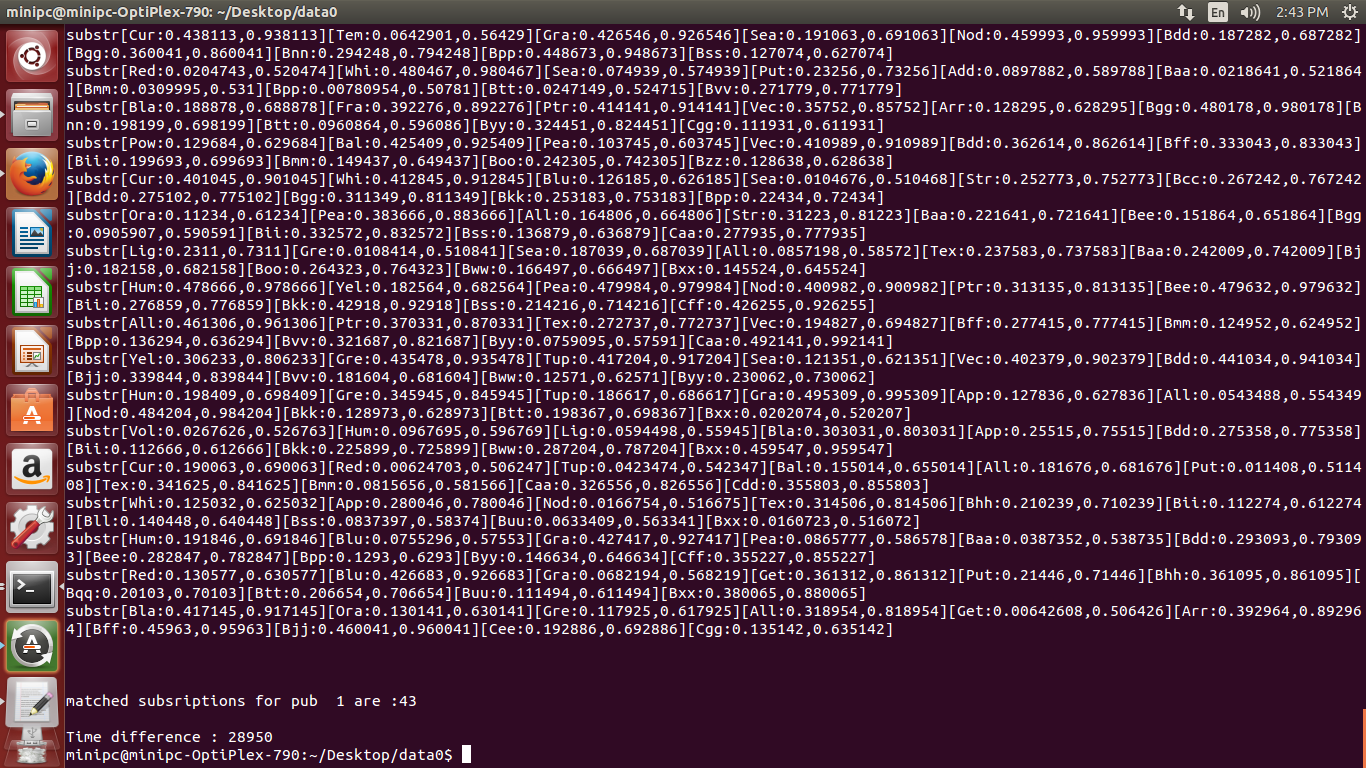 minipc@minipc-OptiPlex-790: ~/Desktop/data0
En
2:43 PM
substr[Cur:0.438113,0.938113][Tem:0.0642901,0.56429][Gra:0.426546,0.926546][Sea:0.191063,0.691063][Nod:0.459993,0.959993][Bdd:0.187282,0.687282]
[Bgg:0.360041,0.860041][Bnn:0.294248,0.794248][Bpp:0.448673,0.948673][Bss:0.127074,0.627074]
substr[Red:0.0204743,0.520474][Whi:0.480467,0.980467][Sea:0.074939,0.574939][Put:0.23256,0.73256][Add:0.0897882,0.589788][Baa:0.0218641,0.521864
][Bmm:0.0309995,0.531][Bpp:0.00780954,0.50781][Btt:0.0247149,0.524715][Bvv:0.271779,0.771779]
substr[Bla:0.188878,0.688878][Fra:0.392276,0.892276][Ptr:0.414141,0.914141][Vec:0.35752,0.85752][Arr:0.128295,0.628295][Bgg:0.480178,0.980178][B
nn:0.198199,0.698199][Btt:0.0960864,0.596086][Byy:0.324451,0.824451][Cgg:0.111931,0.611931]
substr[Pow:0.129684,0.629684][Bal:0.425409,0.925409][Pea:0.103745,0.603745][Vec:0.410989,0.910989][Bdd:0.362614,0.862614][Bff:0.333043,0.833043]
[Bii:0.199693,0.699693][Bmm:0.149437,0.649437][Boo:0.242305,0.742305][Bzz:0.128638,0.628638]
substr[Cur:0.401045,0.901045][Whi:0.412845,0.912845][Blu:0.126185,0.626185][Sea:0.0104676,0.510468][Str:0.252773,0.752773][Bcc:0.267242,0.767242
][Bdd:0.275102,0.775102][Bgg:0.311349,0.811349][Bkk:0.253183,0.753183][Bpp:0.22434,0.72434]
substr[Ora:0.11234,0.61234][Pea:0.383666,0.883666][All:0.164806,0.664806][Str:0.31223,0.81223][Baa:0.221641,0.721641][Bee:0.151864,0.651864][Bgg
:0.0905907,0.590591][Bii:0.332572,0.832572][Bss:0.136879,0.636879][Caa:0.277935,0.777935]
substr[Lig:0.2311,0.7311][Gre:0.0108414,0.510841][Sea:0.187039,0.687039][All:0.0857198,0.58572][Tex:0.237583,0.737583][Baa:0.242009,0.742009][Bj
j:0.182158,0.682158][Boo:0.264323,0.764323][Bww:0.166497,0.666497][Bxx:0.145524,0.645524]
substr[Hum:0.478666,0.978666][Yel:0.182564,0.682564][Pea:0.479984,0.979984][Nod:0.400982,0.900982][Ptr:0.313135,0.813135][Bee:0.479632,0.979632]
[Bii:0.276859,0.776859][Bkk:0.42918,0.92918][Bss:0.214216,0.714216][Cff:0.426255,0.926255]
substr[All:0.461306,0.961306][Ptr:0.370331,0.870331][Tex:0.272737,0.772737][Vec:0.194827,0.694827][Bff:0.277415,0.777415][Bmm:0.124952,0.624952]
[Bpp:0.136294,0.636294][Bvv:0.321687,0.821687][Byy:0.0759095,0.57591][Caa:0.492141,0.992141]
substr[Yel:0.306233,0.806233][Gre:0.435478,0.935478][Tup:0.417204,0.917204][Sea:0.121351,0.621351][Vec:0.402379,0.902379][Bdd:0.441034,0.941034]
[Bjj:0.339844,0.839844][Bvv:0.181604,0.681604][Bww:0.12571,0.62571][Byy:0.230062,0.730062]
substr[Hum:0.198409,0.698409][Gre:0.345945,0.845945][Tup:0.186617,0.686617][Gra:0.495309,0.995309][App:0.127836,0.627836][All:0.0543488,0.554349
][Nod:0.484204,0.984204][Bkk:0.128973,0.628973][Btt:0.198367,0.698367][Bxx:0.0202074,0.520207]
substr[Vol:0.0267626,0.526763][Hum:0.0967695,0.596769][Lig:0.0594498,0.55945][Bla:0.303031,0.803031][App:0.25515,0.75515][Bdd:0.275358,0.775358]
[Bii:0.112666,0.612666][Bkk:0.225899,0.725899][Bww:0.287204,0.787204][Bxx:0.459547,0.959547]
substr[Cur:0.190063,0.690063][Red:0.00624703,0.506247][Tup:0.0423474,0.542347][Bal:0.155014,0.655014][All:0.181676,0.681676][Put:0.011408,0.5114
08][Tex:0.341625,0.841625][Bmm:0.0815656,0.581566][Caa:0.326556,0.826556][Cdd:0.355803,0.855803]
substr[Whi:0.125032,0.625032][App:0.280046,0.780046][Nod:0.0166754,0.516675][Tex:0.314506,0.814506][Bhh:0.210239,0.710239][Bii:0.112274,0.612274
][Bll:0.140448,0.640448][Bss:0.0837397,0.58374][Buu:0.0633409,0.563341][Bxx:0.0160723,0.516072]
substr[Hum:0.191846,0.691846][Blu:0.0755296,0.57553][Gra:0.427417,0.927417][Pea:0.0865777,0.586578][Baa:0.0387352,0.538735][Bdd:0.293093,0.79309
3][Bee:0.282847,0.782847][Bpp:0.1293,0.6293][Byy:0.146634,0.646634][Cff:0.355227,0.855227]
substr[Red:0.130577,0.630577][Blu:0.426683,0.926683][Gra:0.0682194,0.568219][Get:0.361312,0.861312][Put:0.21446,0.71446][Bhh:0.361095,0.861095][
Bqq:0.20103,0.70103][Btt:0.206654,0.706654][Buu:0.111494,0.611494][Bxx:0.380065,0.880065]
substr[Bla:0.417145,0.917145][Ora:0.130141,0.630141][Gre:0.117925,0.617925][All:0.318954,0.818954][Get:0.00642608,0.506426][Arr:0.392964,0.89296
4][Bff:0.45963,0.95963][Bjj:0.460041,0.960041][Cee:0.192886,0.692886][Cgg:0.135142,0.635142]
matched subsriptions for pub  1 are :43
Time difference : 28950
minipc@minipc-OptiPlex-790:~/Desktop/data0$